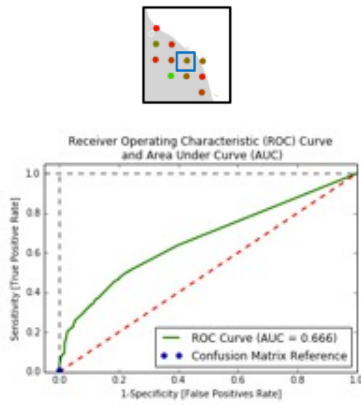 Receiver Operating Characteristic (ROC) Curve
and Area Under Curve (AUC)
Sensitivity [True Positive Rate]
1.0
0.8
0.6
0.4
0.2
0.0
ROC Curve (AUC = 0.666)
Confusion Matrix Reference
0.0 0.2 0.4 0.6 0.8 1.0
1-Specificity [False Positives Rate]